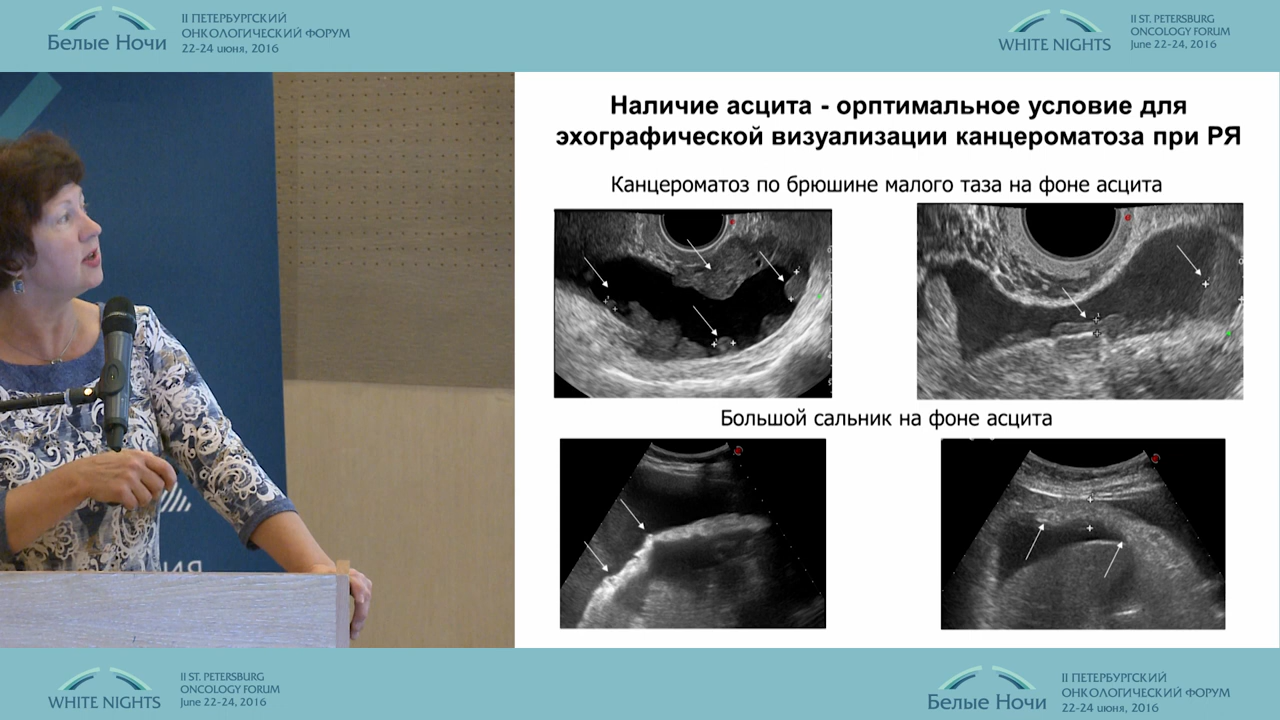 Белые Ночи
II ПЕТЕРБУРГСКИЙ
ОНКОЛОГИЧЕСКИЙ ФОРУМ
22-24 июня, 2016
WHITE NIGHTS
II ST. PETERSBURG
ONCOLOGY FORUM
June 22-24, 2016
Наличие асцита - орптимальное условие для
эхографической визуализации канцероматоза при РЯ
Канцероматоз по брюшине малого таза на фоне асцита
Большой сальник на фоне асцита
WHITE NIGHTS
II ST. PETERSBURG
ONCOLOGY FORUM
June 22-24, 2016
Белые Ночи
II ПЕТЕРБУРГСКИЙ
ОНКОЛОГИЧЕСКИЙ ФОРУМ
22-24 июня, 2016